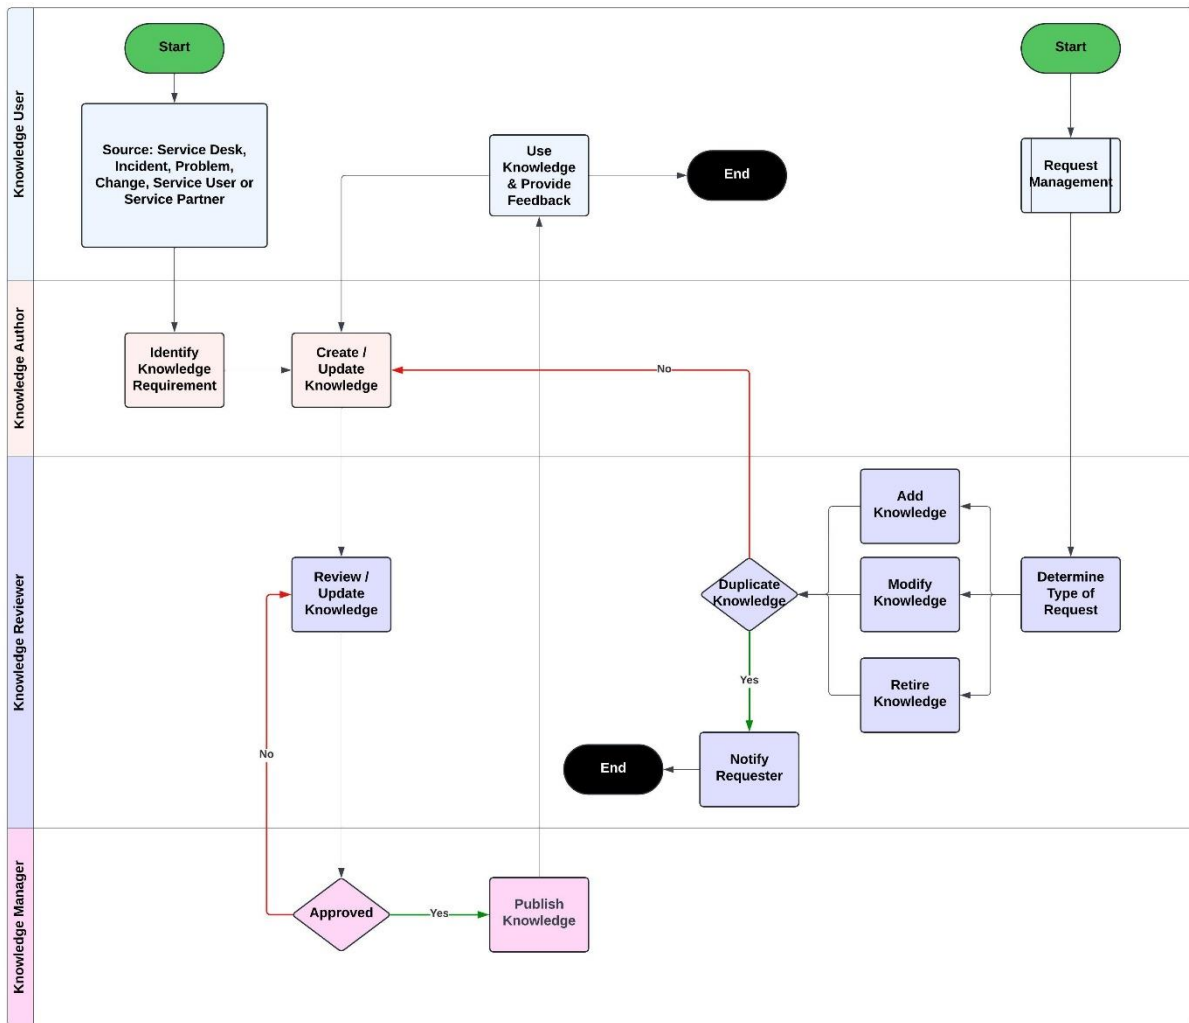 Knowledge User
Start
Start
Source: Service Desk,
Incident, Problem,
Change, Service User or
Service Partner
Use
Knowledge
& Provide
Feedback
End
Request
Management
Knowledge Author
Identify
Knowledge
Requirement
Create /
Update
Knowledge
No
Knowledge Reviewer
Add
Knowledge
Review /
Update
Knowledge
Duplicate
Knowledge
Modify
Knowledge
Determine
Type of
Request
Yes
Retire
Knowledge
No
End
Notify
Requester
Knowledge Manager
Approved
Yes
Publish
Knowledge